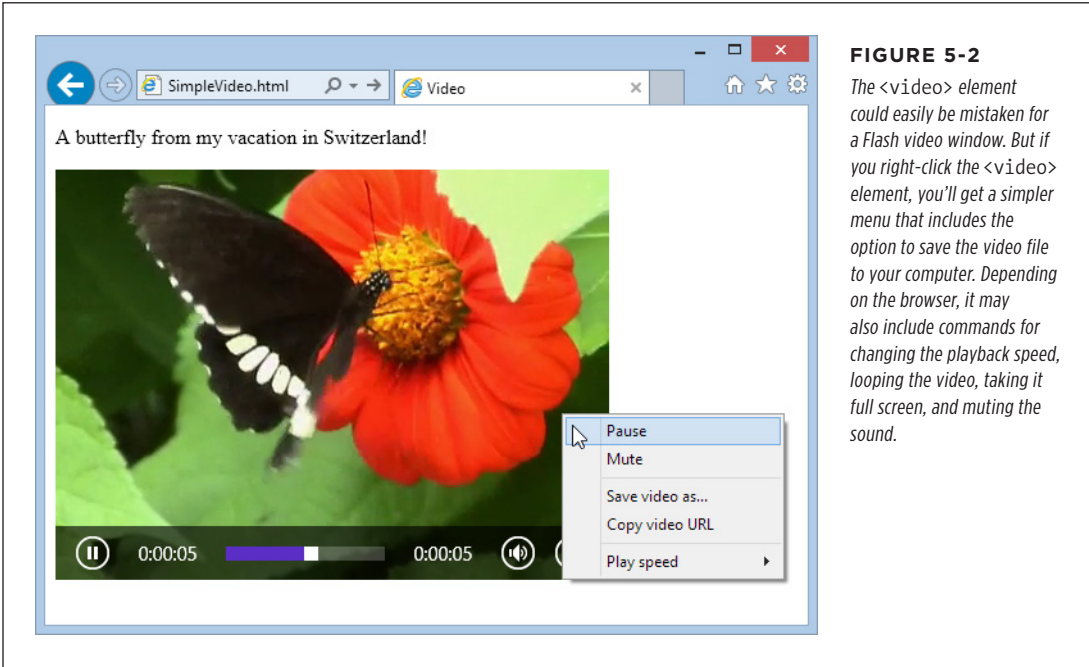 SimpleVideo.html
Video
A butterfly from my vacation in Switzerland!
0:00:05
0:00:05
Pause
Mute
Save video as...
Copy video URL
Play speed
FIGURE 5-2
The <video> element
could easily be mistaken for
a Flash video window. But if
you right-click the <video>
element, you'll get a simpler
menu that includes the
option to save the video file
to your computer. Depending
on the browser, it may
also include commands for
changing the playback speed,
looping the video, taking it
full screen, and muting the
sound.